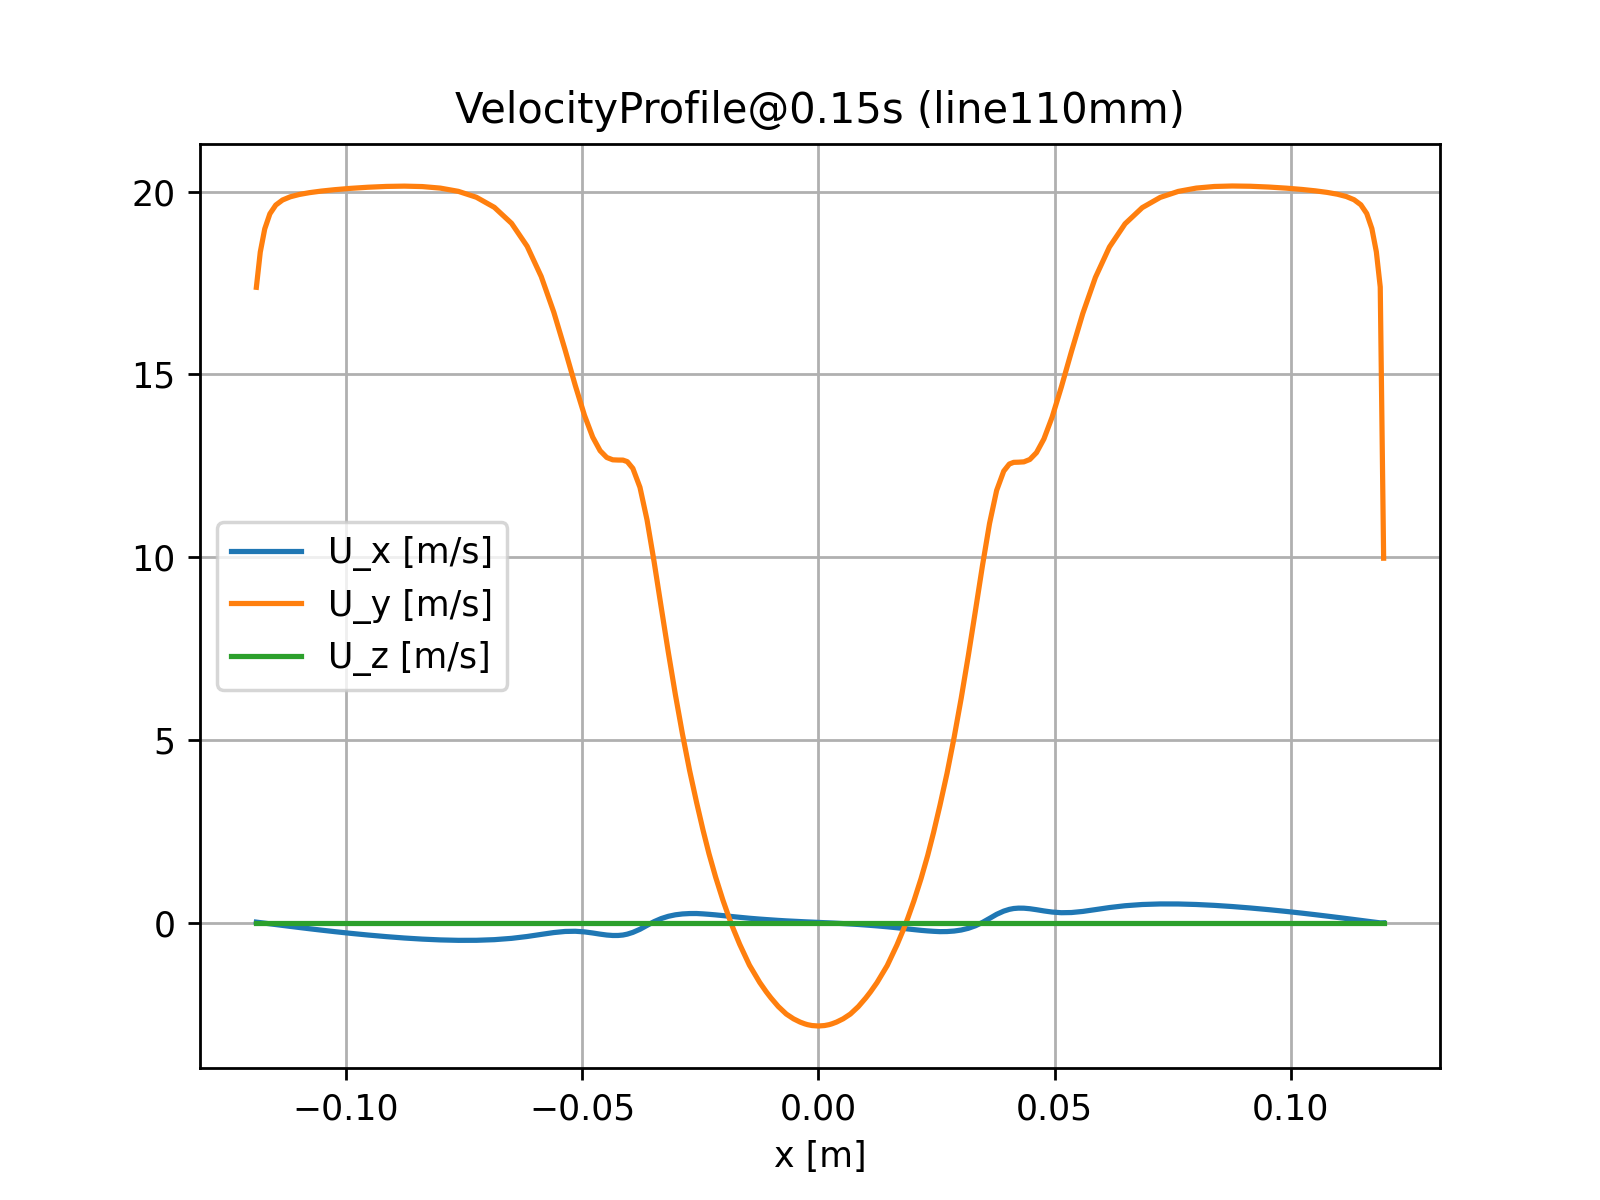 VelocityProfile@0.15s (line110mm)
20
15
10
5
0
U_x [m/s]
U_y [m/s]
U_z [m/s]
−0.10
−0.05
0.00
0.05
0.10
x [m]